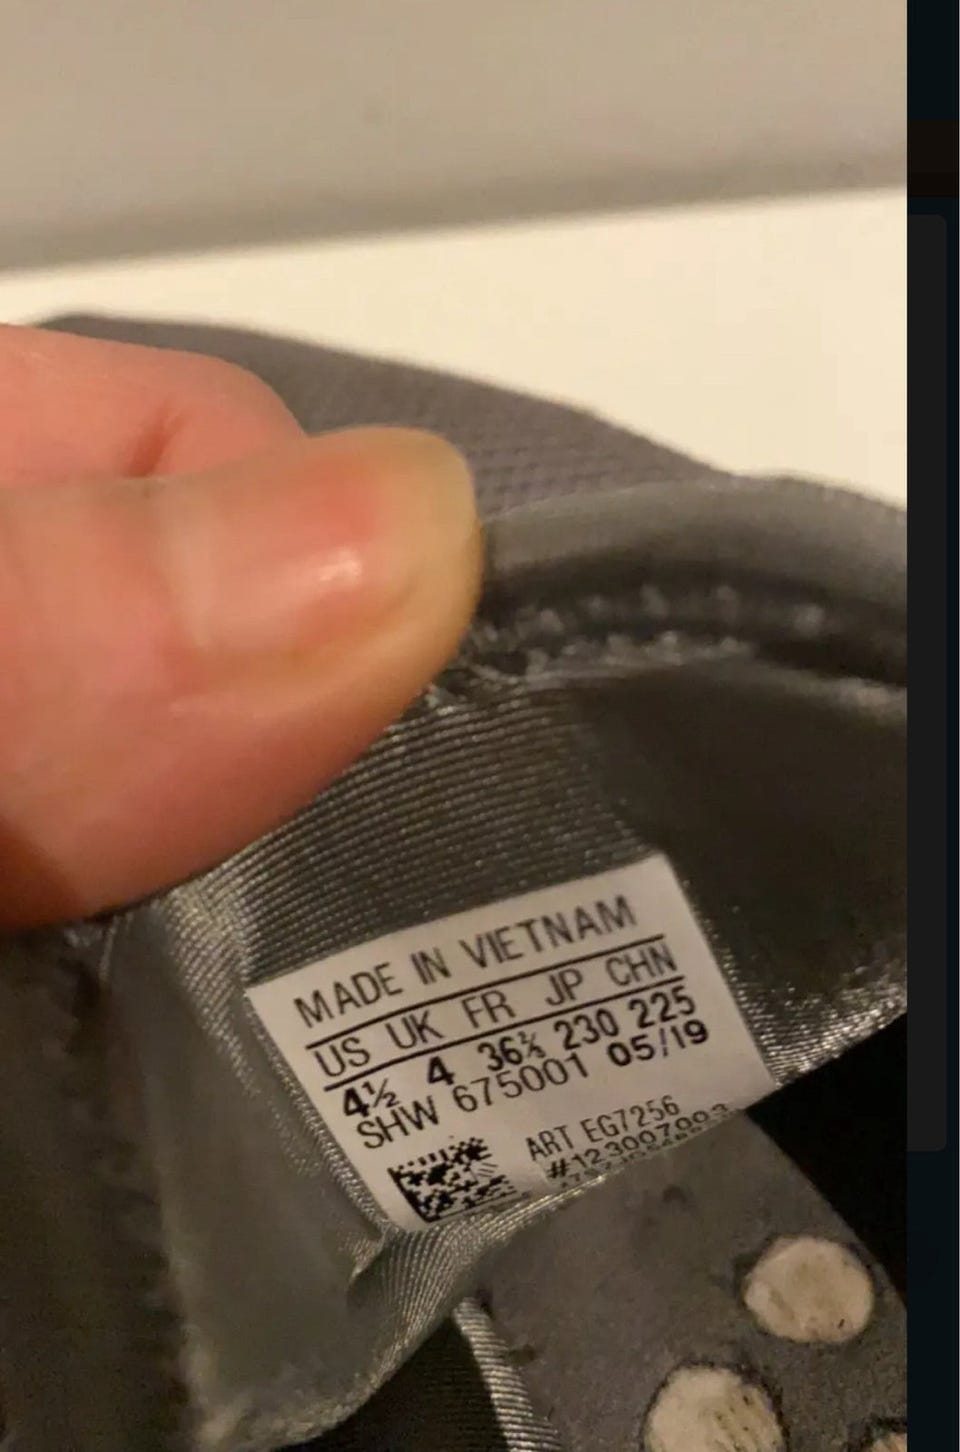 MADE IN VIETNAM
US UK FR JP CHN
4½ 4 36⅔ 230 225
SHW 675001 05/19
ART EG7256